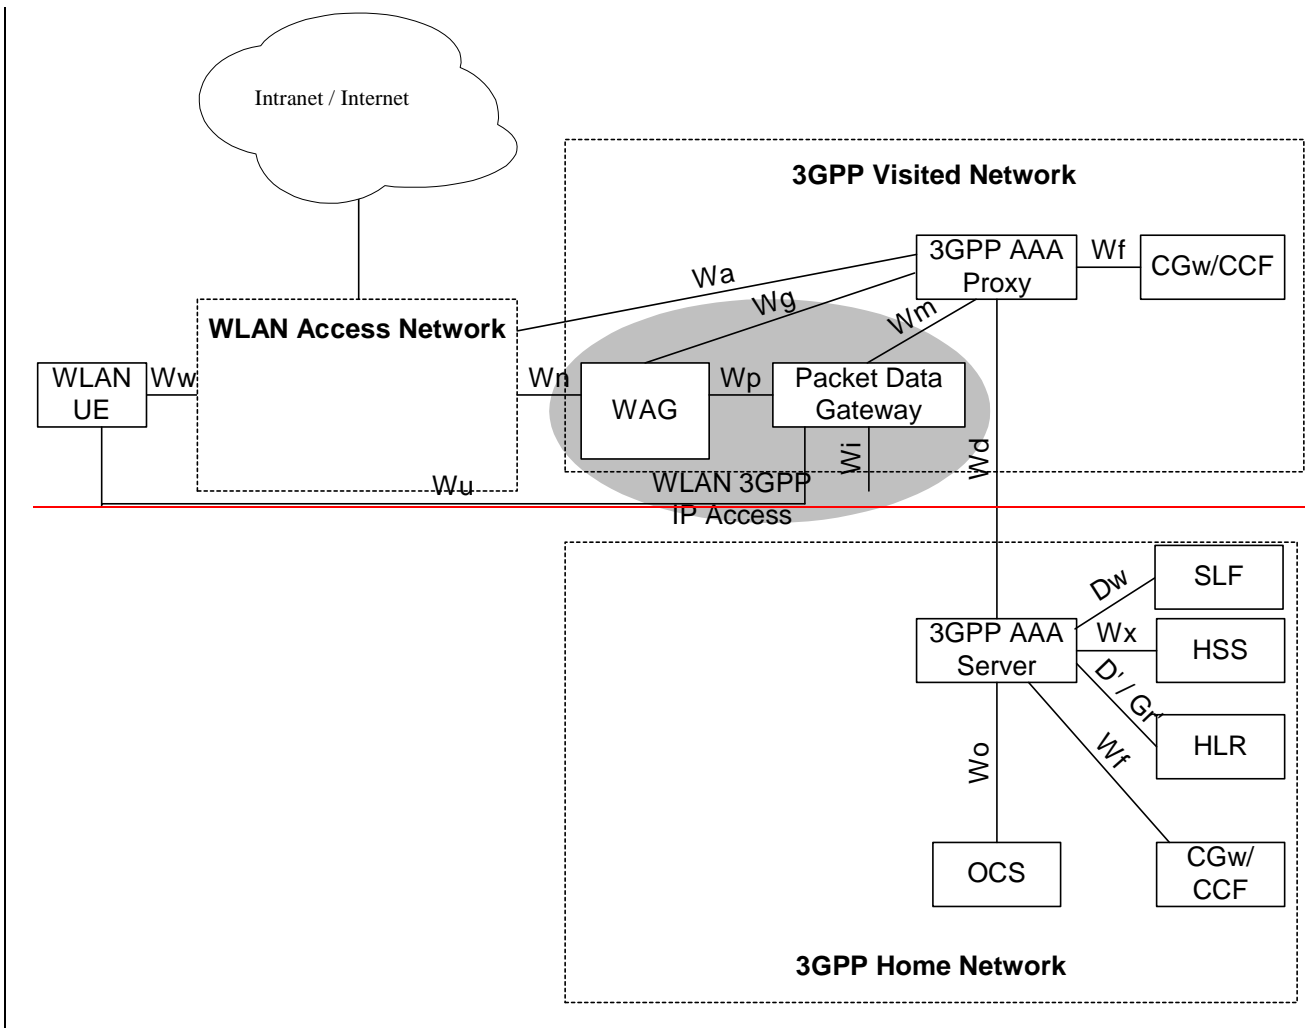 Intranet / Internet
3GPP Visited Network
3GPP AAA
Proxy
Wf
CGw/CCF
Wa
Wg
Wm
WLAN Access Network
WLAN
UE
Ww
Wn
WAG
Wp
Packet Data
Gateway
Wi
Wd
Wu
WLAN 3GPP
IP Access
SLF
Dw
3GPP AAA
Server
Wx
HSS
D' / Gr'
HLR
Wo
Wf
OCS
CGw/
CCF
3GPP Home Network